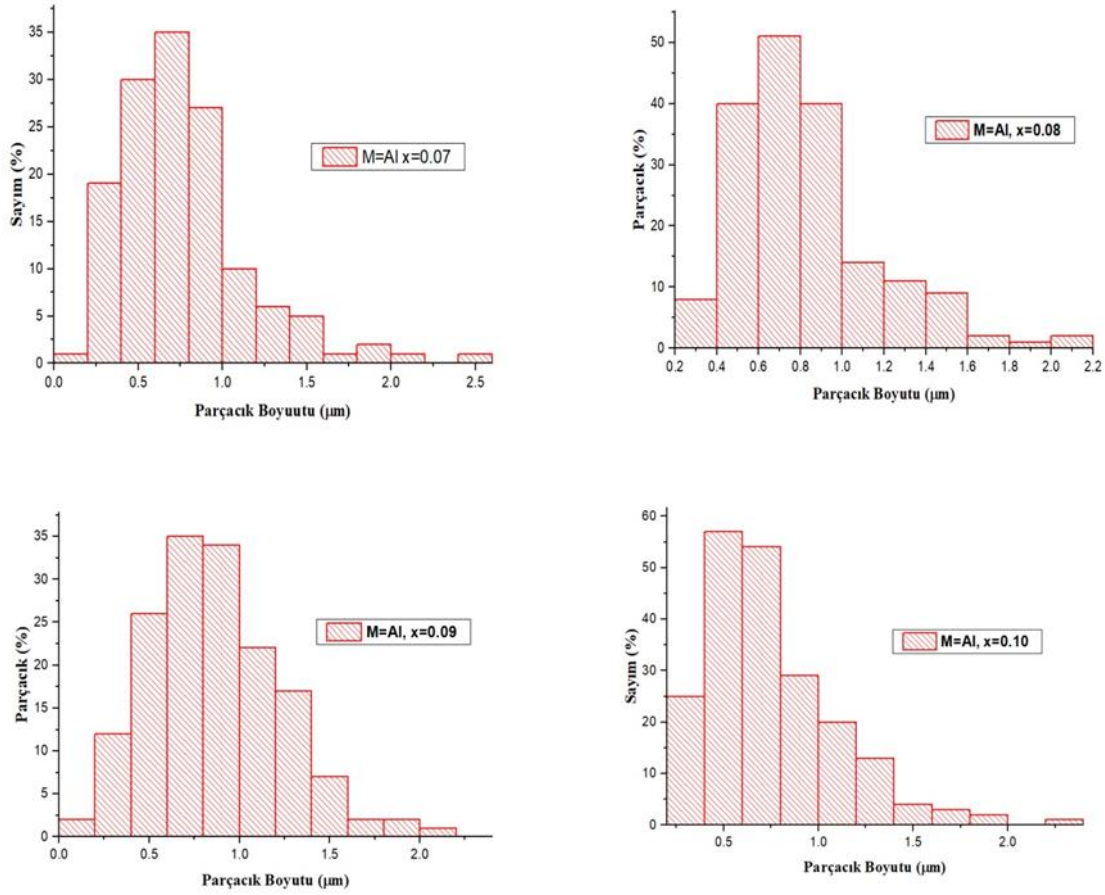 35
30
25
20
15
10
5
0
Sayım (%)
M=Al x=0.07
0.0 0.5 1.0 1.5 2.0 2.5
Parçacık Boyuutu (µm)
50
40
30
20
10
0
Parçacık (%)
M=Al, x=0.08
0.2 0.4 0.6 0.8 1.0 1.2 1.4 1.6 1.8 2.0 2.2
Parçacık Boyutu (µm)
35
30
25
20
15
10
5
0
Parçacık (%)
M=Al, x=0.09
0.0 0.5 1.0 1.5 2.0
Parçacık Boyutu (µm)
60
50
40
30
20
10
0
Sayım (%)
M=Al, x=0.10
0.5 1.0 1.5 2.0
Parçacık Boyutu (µm)